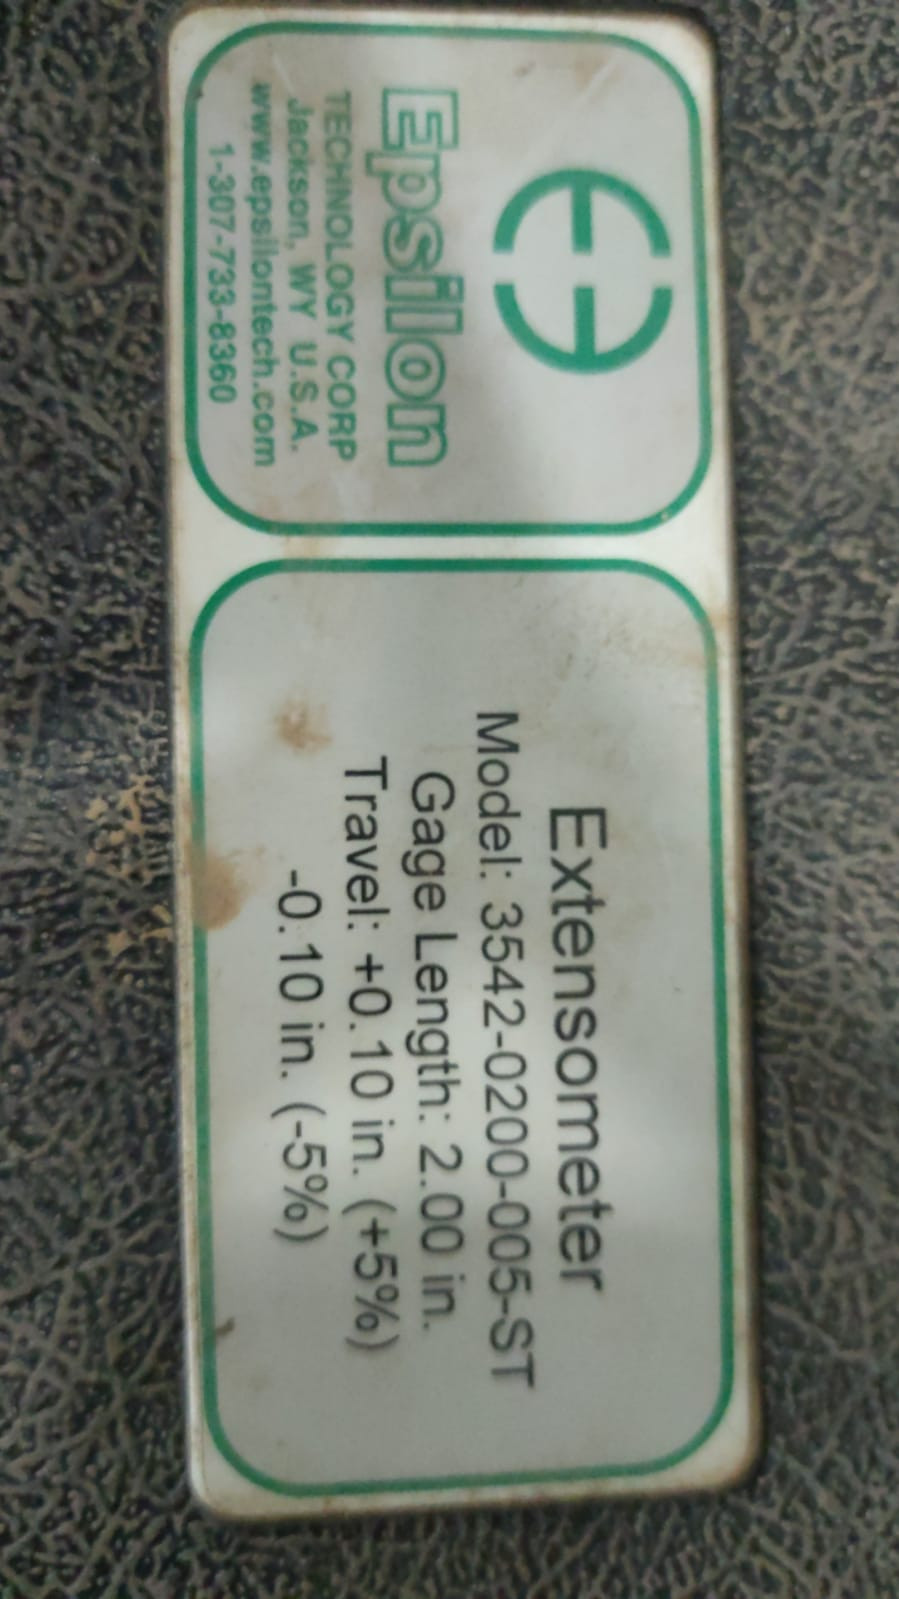 Epsilon
TECHNOLOGY CORP
Jackson, WY U.S.A.
www.epsilontech.com
1-307-733-8360
Extensometer
Model: 3542-0200-005-ST
Gage Length: 2.00 in.
Travel: +0.10 in. (+5%)
-0.10 in. (-5%)